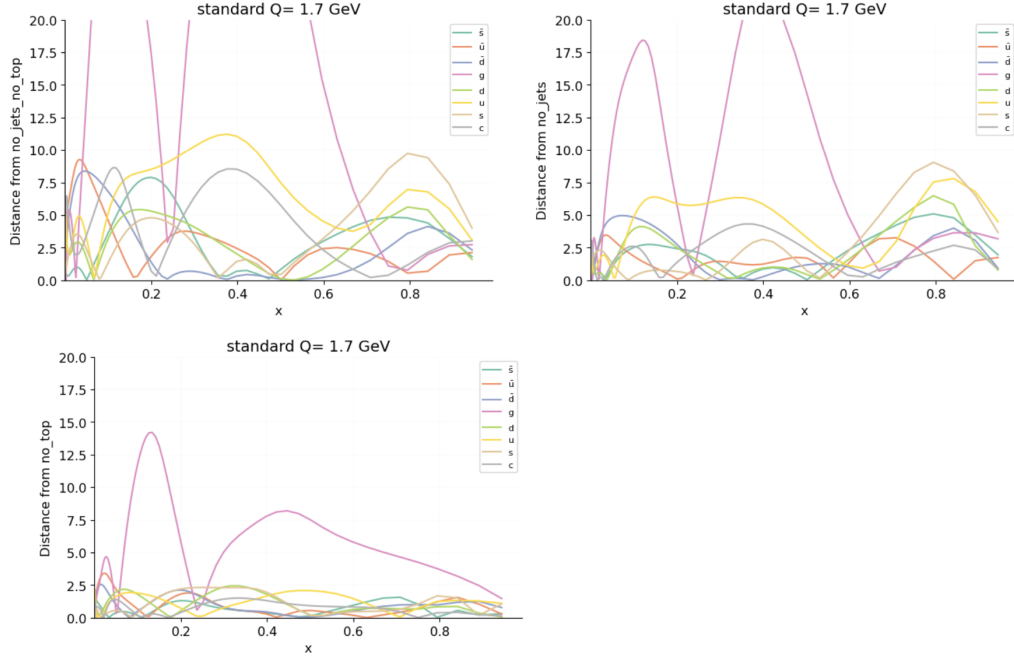 standard Q= 1.7 GeV
Distance from no_jets_no_top
20.0
17.5
15.0
12.5
10.0
7.5
5.0
2.5
0.0
0.2
0.4
0.6
0.8
x
s̄
ū
d̄
g
d
u
s
c
standard Q= 1.7 GeV
Distance from no_jets
20.0
17.5
15.0
12.5
10.0
7.5
5.0
2.5
0.0
0.2
0.4
0.6
0.8
x
s̄
ū
d̄
g
d
u
s
c
standard Q= 1.7 GeV
Distance from no_top
20.0
17.5
15.0
12.5
10.0
7.5
5.0
2.5
0.0
0.2
0.4
0.6
0.8
x
s̄
ū
d̄
g
d
u
s
c